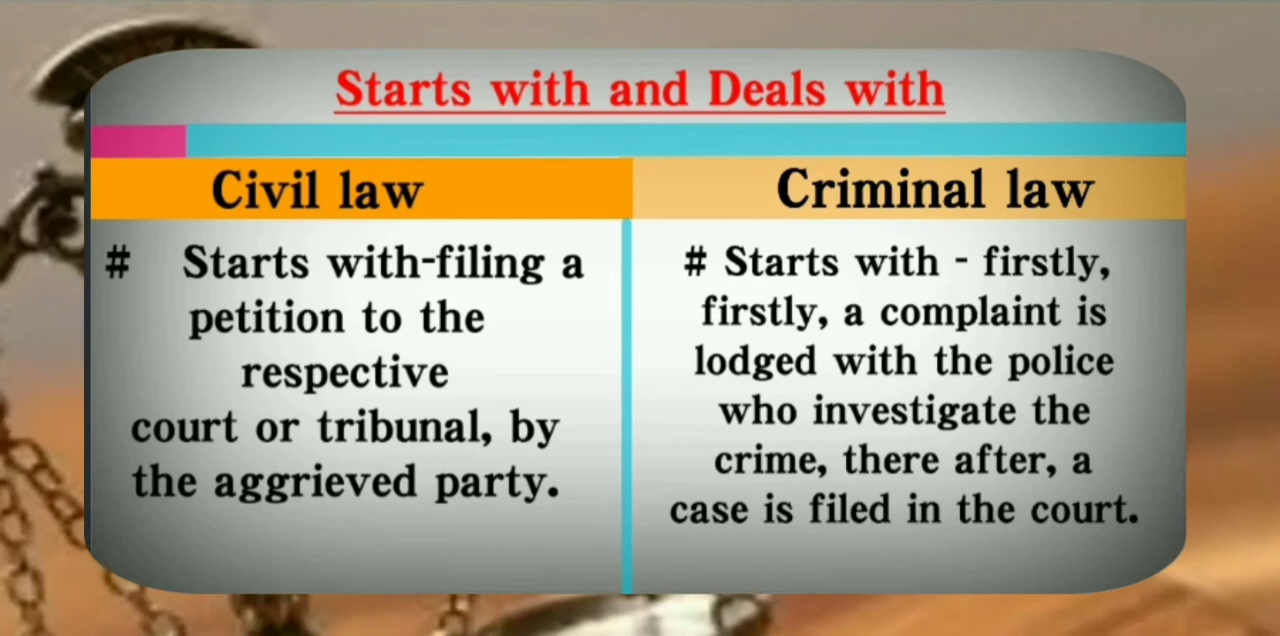 Starts with and Deals with
Civil law
# Starts with-filing a
petition to the
respective
court or tribunal, by
the aggrieved party.
Criminal law
# Starts with - firstly,
firstly, a complaint is
lodged with the police
who investigate the
crime, there after, a
case is filed in the court.